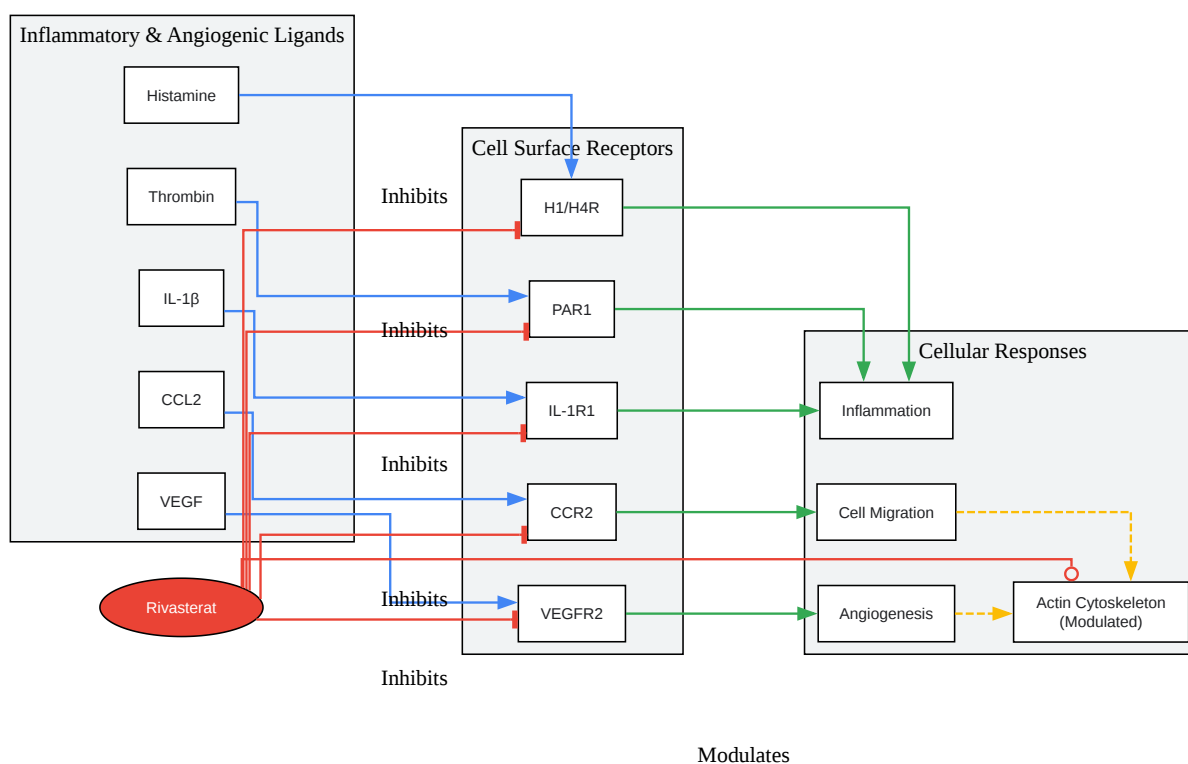 Inflammatory & Angiogenic Ligands
Histamine
Thrombin
IL-1β
CCL2
VEGF
Rivasterat
Inhibits
Inhibits
Inhibits
Inhibits
Inhibits
Modulates
Cell Surface Receptors
H1/H4R
PAR1
IL-1R1
CCR2
VEGFR2
Cellular Responses
Inflammation
Cell Migration
Angiogenesis
Actin Cytoskeleton
(Modulated)